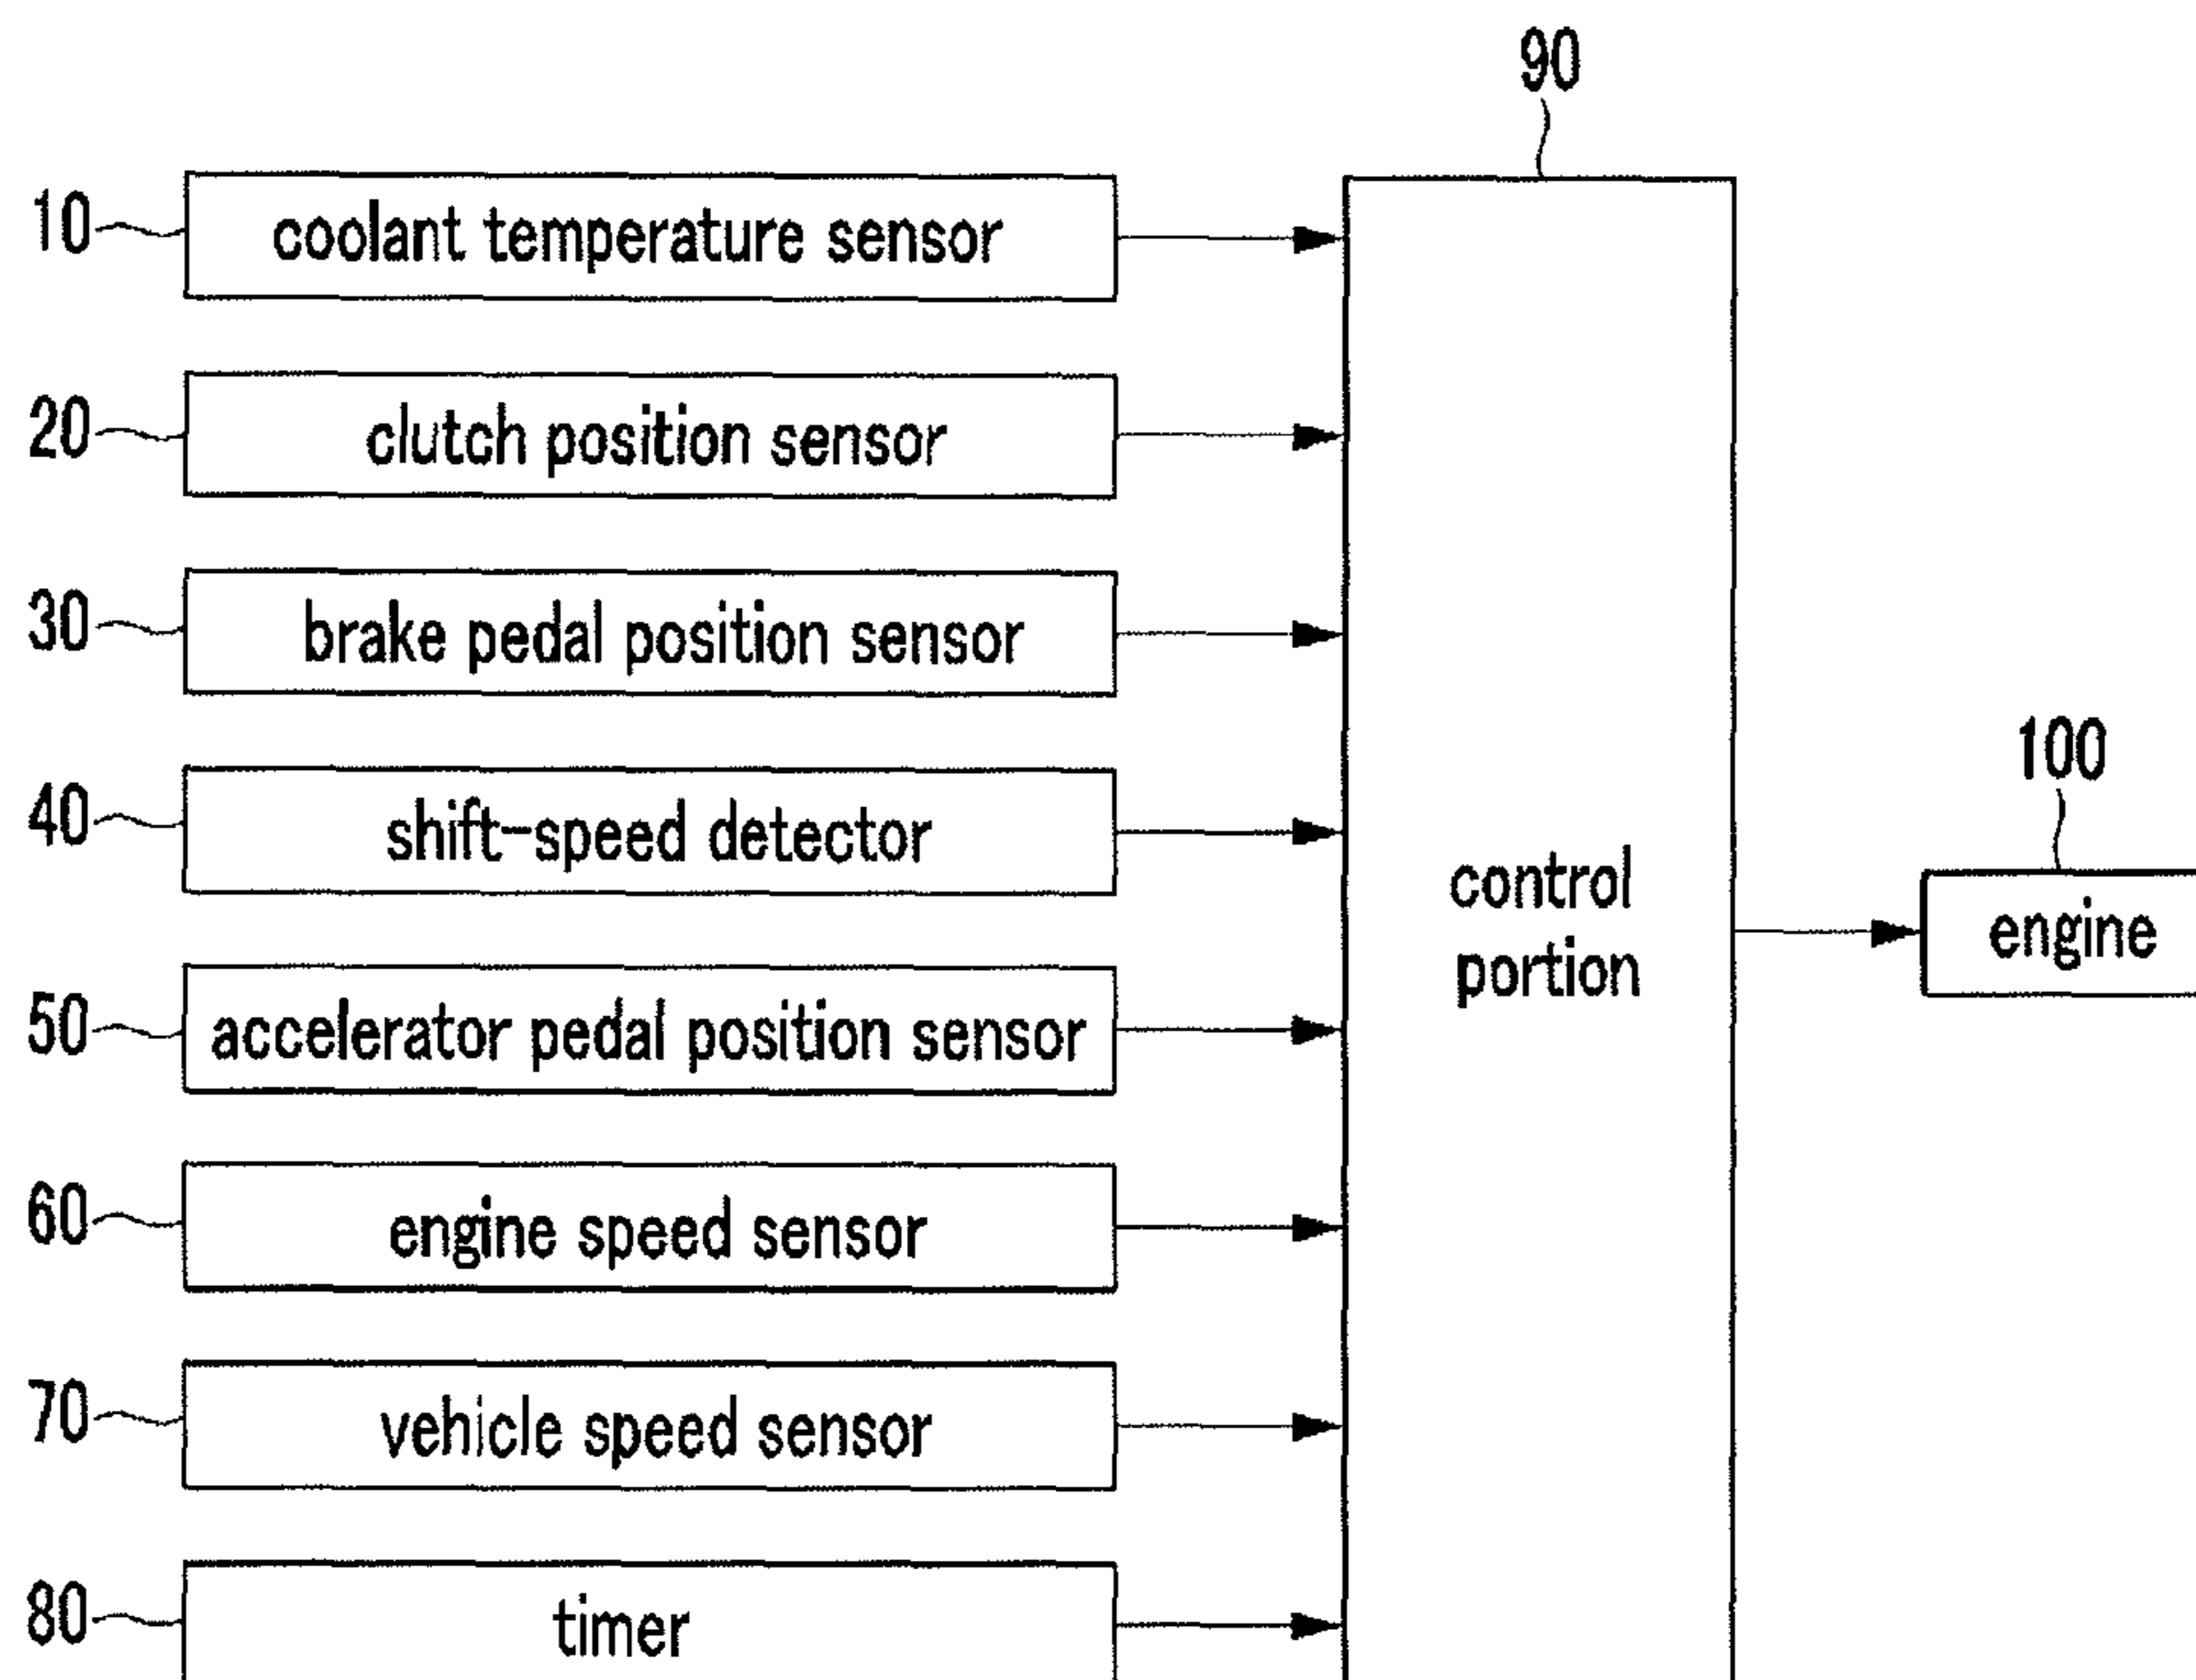 90
10 coolant temperature sensor
20 clutch position sensor
30 brake pedal position sensor
40 shift-speed detector
100
control
portion
engine
50 accelerator pedal position sensor
60 engine speed sensor
70 vehicle speed sensor
80 timer